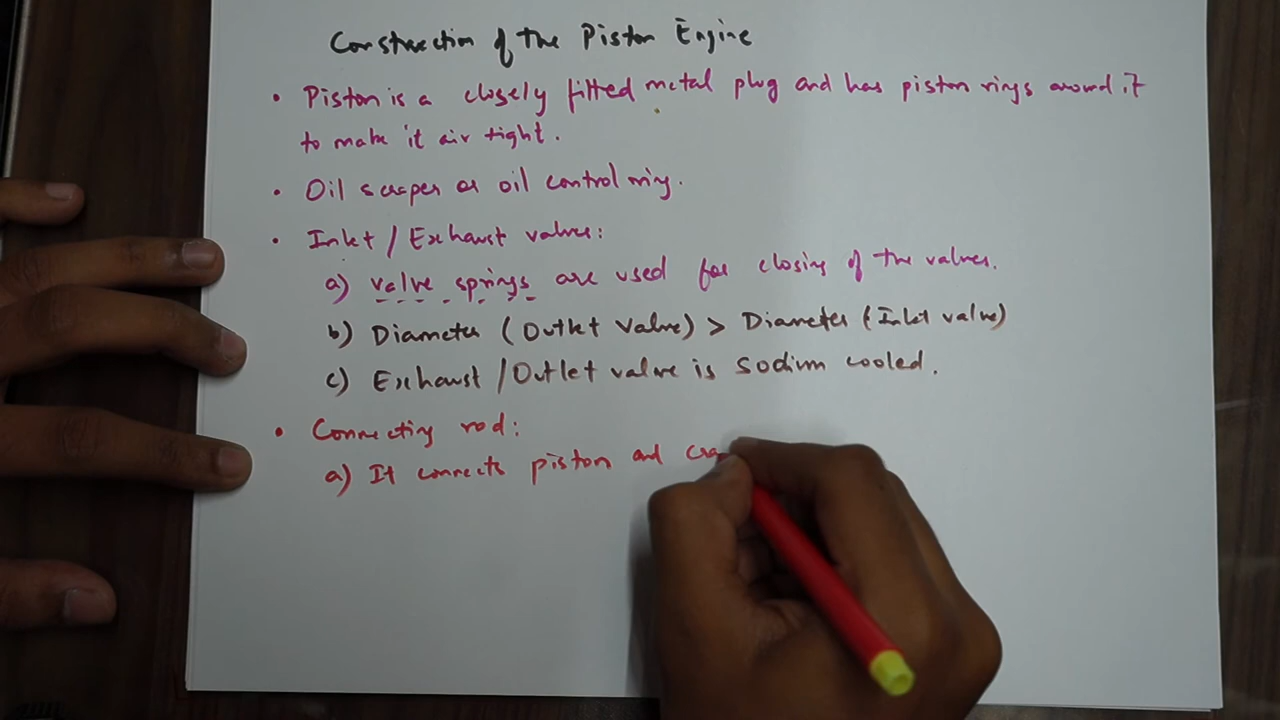 Construction of the Piston Engine
• Piston is a closely fitted metal plug and has piston rings around it
to make it air tight.
• Oil scraper or oil control ring.
• Inlet / Exhaust valves:
a) valve springs are used for closing of the valves.
b) Diameter (Outlet Valve) > Diameter (Inlet valve)
c) Exhaust /Outlet valve is Sodium cooled.
• Connecting rod:
a) It connects piston and cra